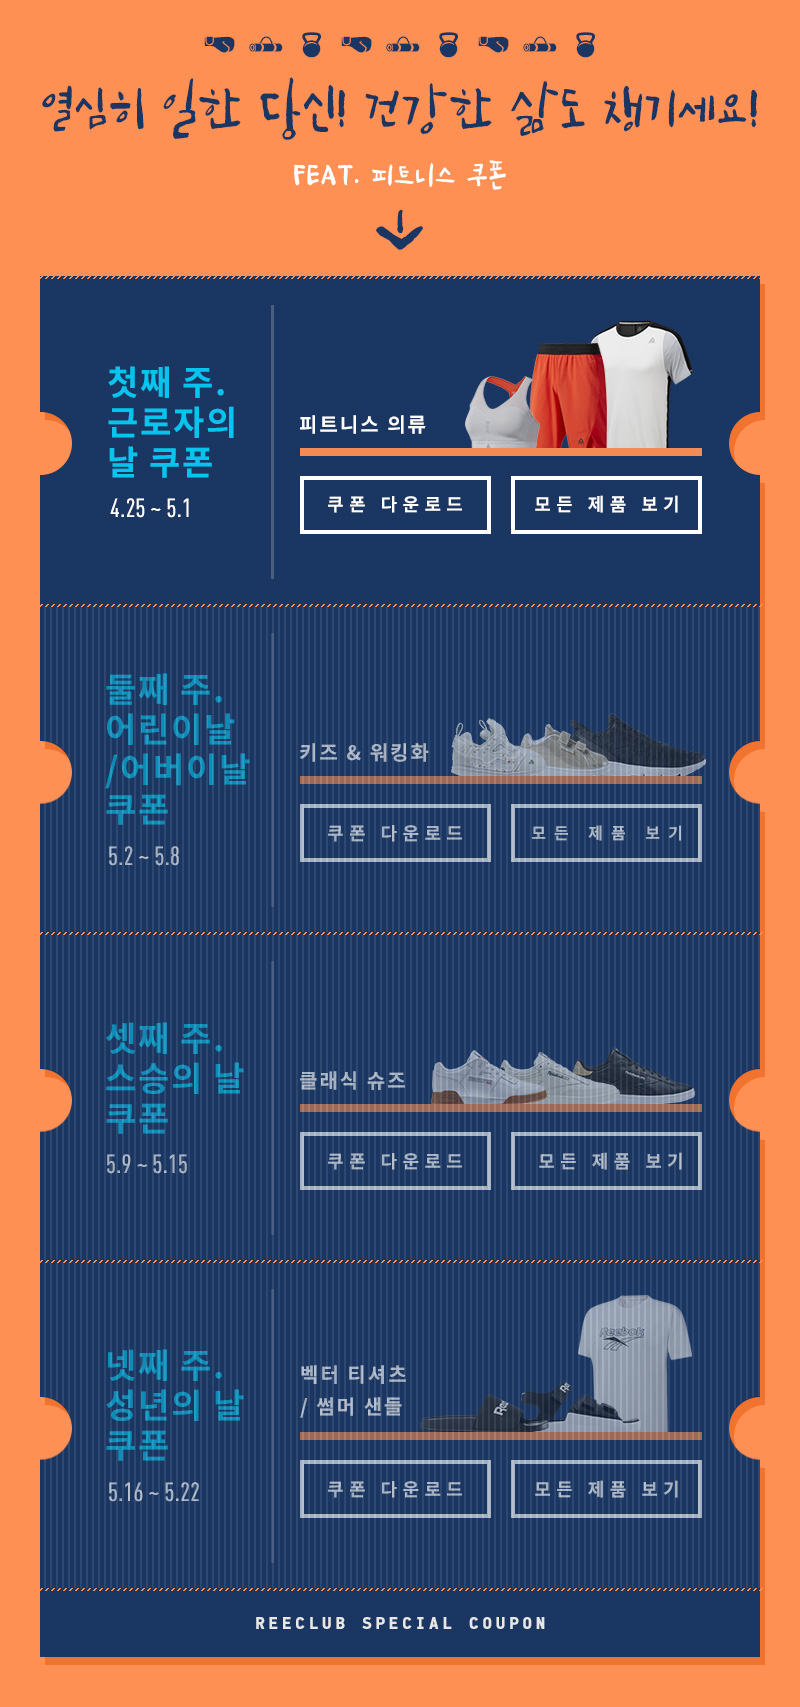 열심히 일한 당신! 건강한 삶도 챙기세요!
FEAT. 피트니스 쿠폰
첫째 주.
근로자의
날 쿠폰
4.25 ~ 5.1
피트니스 의류
쿠폰 다운로드
모든 제품 보기
둘째 주.
어린이날
/어버이날
쿠폰
5.2 ~ 5.8
키즈 & 워킹화
쿠폰 다운로드
모든 제품 보기
셋째 주.
스승의 날
쿠폰
5.9 ~ 5.15
클래식 슈즈
쿠폰 다운로드
모든 제품 보기
넷째 주.
성년의 날
쿠폰
5.16 ~ 5.22
벡터 티셔츠
/ 썸머 샌들
Reebok
쿠폰 다운로드
모든 제품 보기
REECLUB SPECIAL COUPON